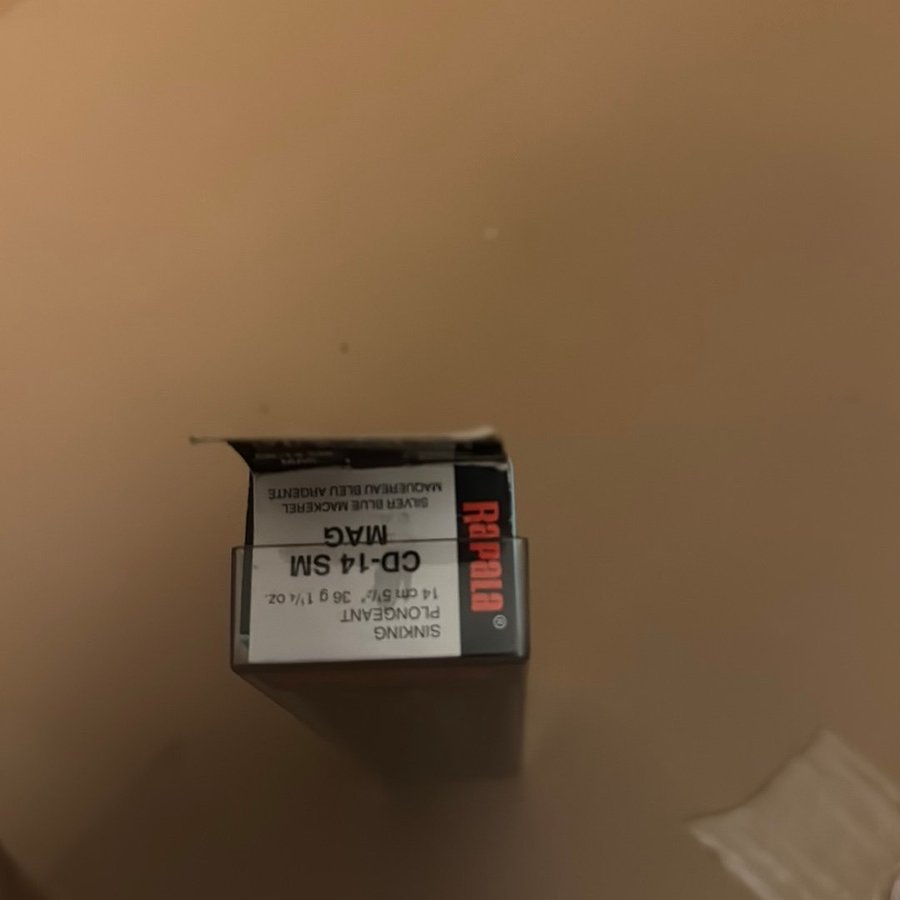 SINKING
PLONGEANT
14 cm 5½" 36 g 1¼ oz.
CD-14 SM
MAG
SILVER BLUE MACKEREL
MAQUEREAU BLEU ARGENTE
Rapala®